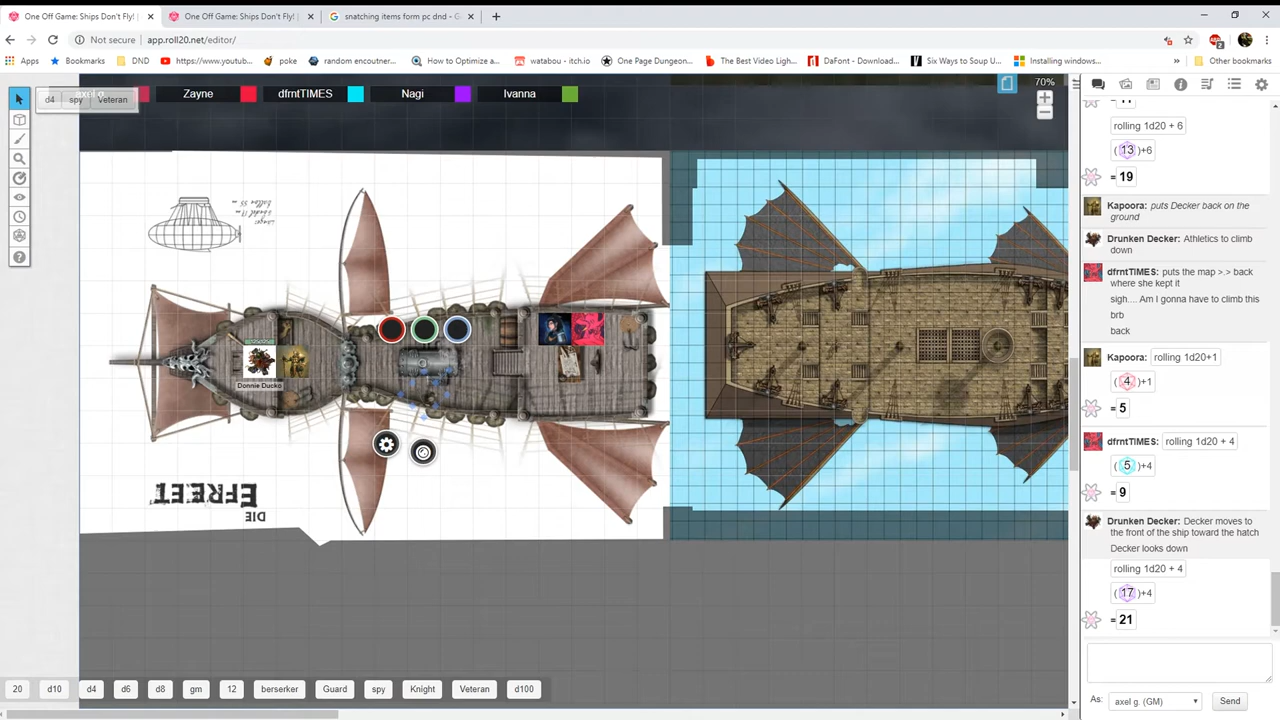 One Off Game: Ships Don't Fly! |
One Off Game: Ships Don't Fly! |
snatching items form pc dnd - G
Not secure | app.roll20.net/editor/
Apps
Bookmarks
DND
https://www.youtub...
poke
random encoutner...
How to Optimize a...
watabou - itch.io
One Page Dungeon...
The Best Video Ligh...
DaFont - Download...
Six Ways to Soup U...
Installing windows...
»
Other bookmarks
axel g.
Zayne
dfrntTIMES
Nagi
Ivanna
70%
d4
spy
Veteran
Donnie Ducko
DIE
EFREET
rolling 1d20 + 6
(13)+6
= 19
Kapoora: puts Decker back on the
ground
Drunken Decker: Athletics to climb
down
dfrntTIMES: puts the map >.> back
where she kept it
sigh.... Am I gonna have to climb this
brb
back
Kapoora: rolling 1d20+1
(4)+1
= 5
dfrntTIMES: rolling 1d20 + 4
(5)+4
= 9
Drunken Decker: Decker moves to
the front of the ship toward the hatch
Decker looks down
rolling 1d20 + 4
(17)+4
= 21
20
d10
d4
d6
d8
gm
12
berserker
Guard
spy
Knight
Veteran
d100
As:
axel g. (GM)
Send